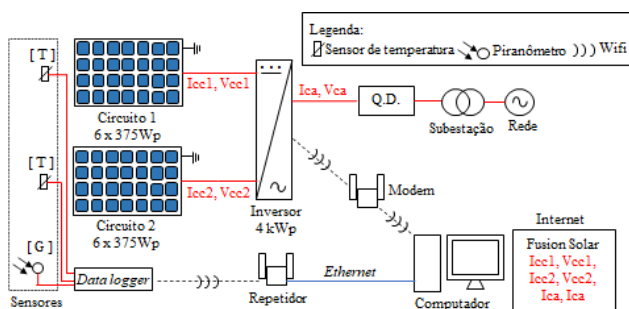 Legenda:
Sensor de temperatura
Piranômetro
Wifi
[ T ]
Icc1, Vcc1
Circuito 1
6 x 375Wp
Ica, Vca
Q.D.
Subestação
Rede
[ T ]
Icc2, Vcc2
Circuito 2
6 x 375Wp
Inversor
4 kWp
Modem
[ G ]
Sensores
Data logger
Repetidor
Ethernet
Computador
Internet
Fusion Solar
Icc1, Vcc1,
Icc2, Vcc2,
Ica, Ica